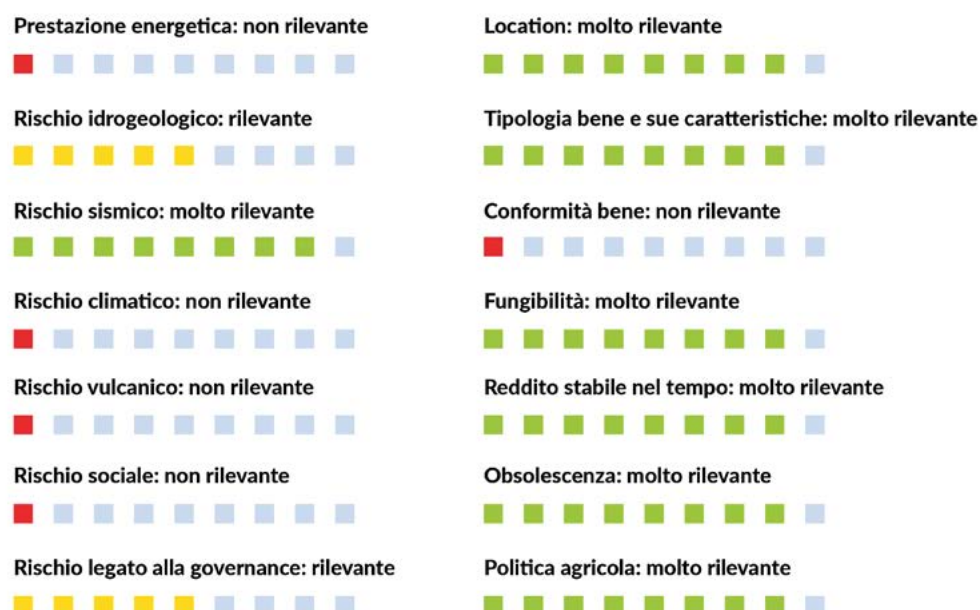 Prestazione energetica: non rilevante
Rischio idrogeologico: rilevante
Rischio sismico: molto rilevante
Rischio climatico: non rilevante
Rischio vulcanico: non rilevante
Rischio sociale: non rilevante
Rischio legato alla governance: rilevante
Location: molto rilevante
Tipologia bene e sue caratteristiche: molto rilevante
Conformità bene: non rilevante
Fungibilità: molto rilevante
Reddito stabile nel tempo: molto rilevante
Obsolescenza: molto rilevante
Politica agricola: molto rilevante